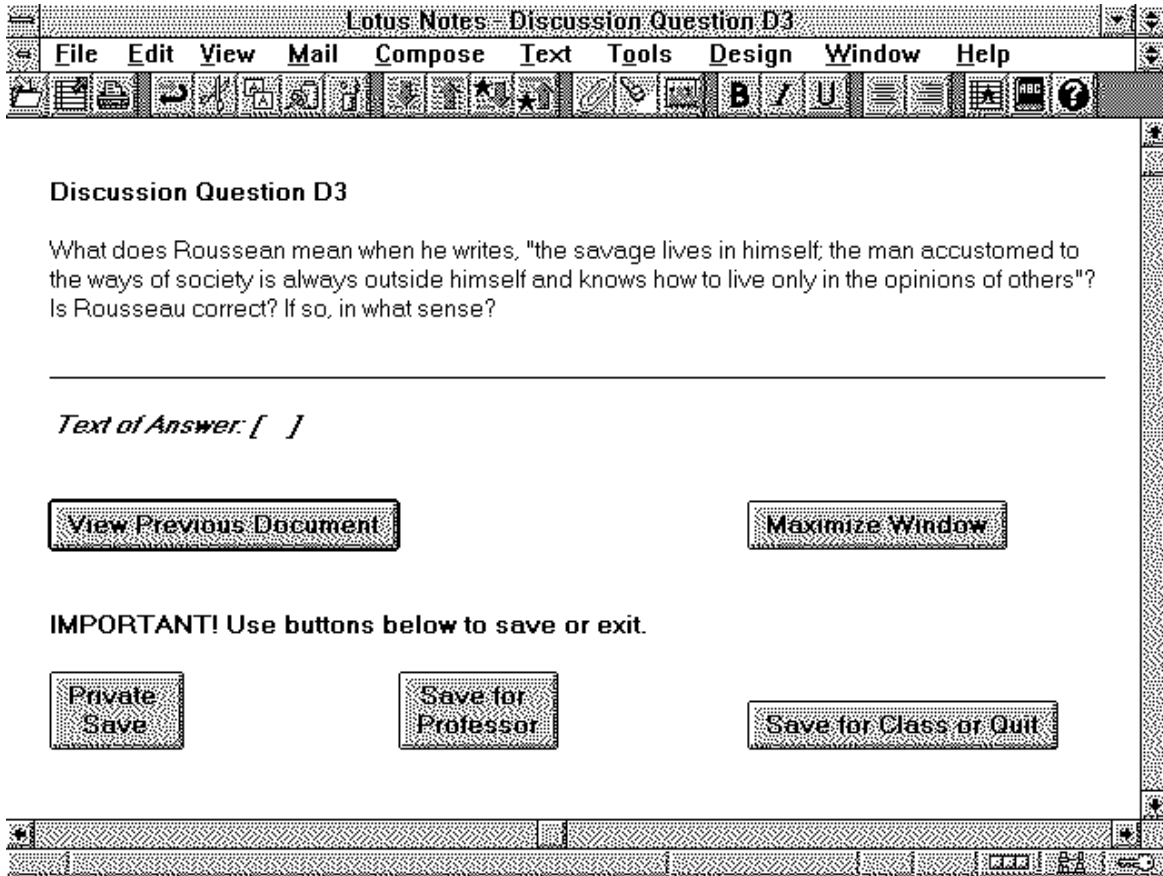 Lotus Notes - Discussion Question D3
File Edit View Mail Compose Text Tools Design Window Help
B I U ABC ?
Discussion Question D3
What does Roussean mean when he writes, "the savage lives in himself; the man accustomed to
the ways of society is always outside himself and knows how to live only in the opinions of others"?
Is Rousseau correct? If so, in what sense?
Text of Answer: [ ]
View Previous Document Maximize Window
IMPORTANT! Use buttons below to save or exit.
Private Save for
Save Professor Save for Class or Quit